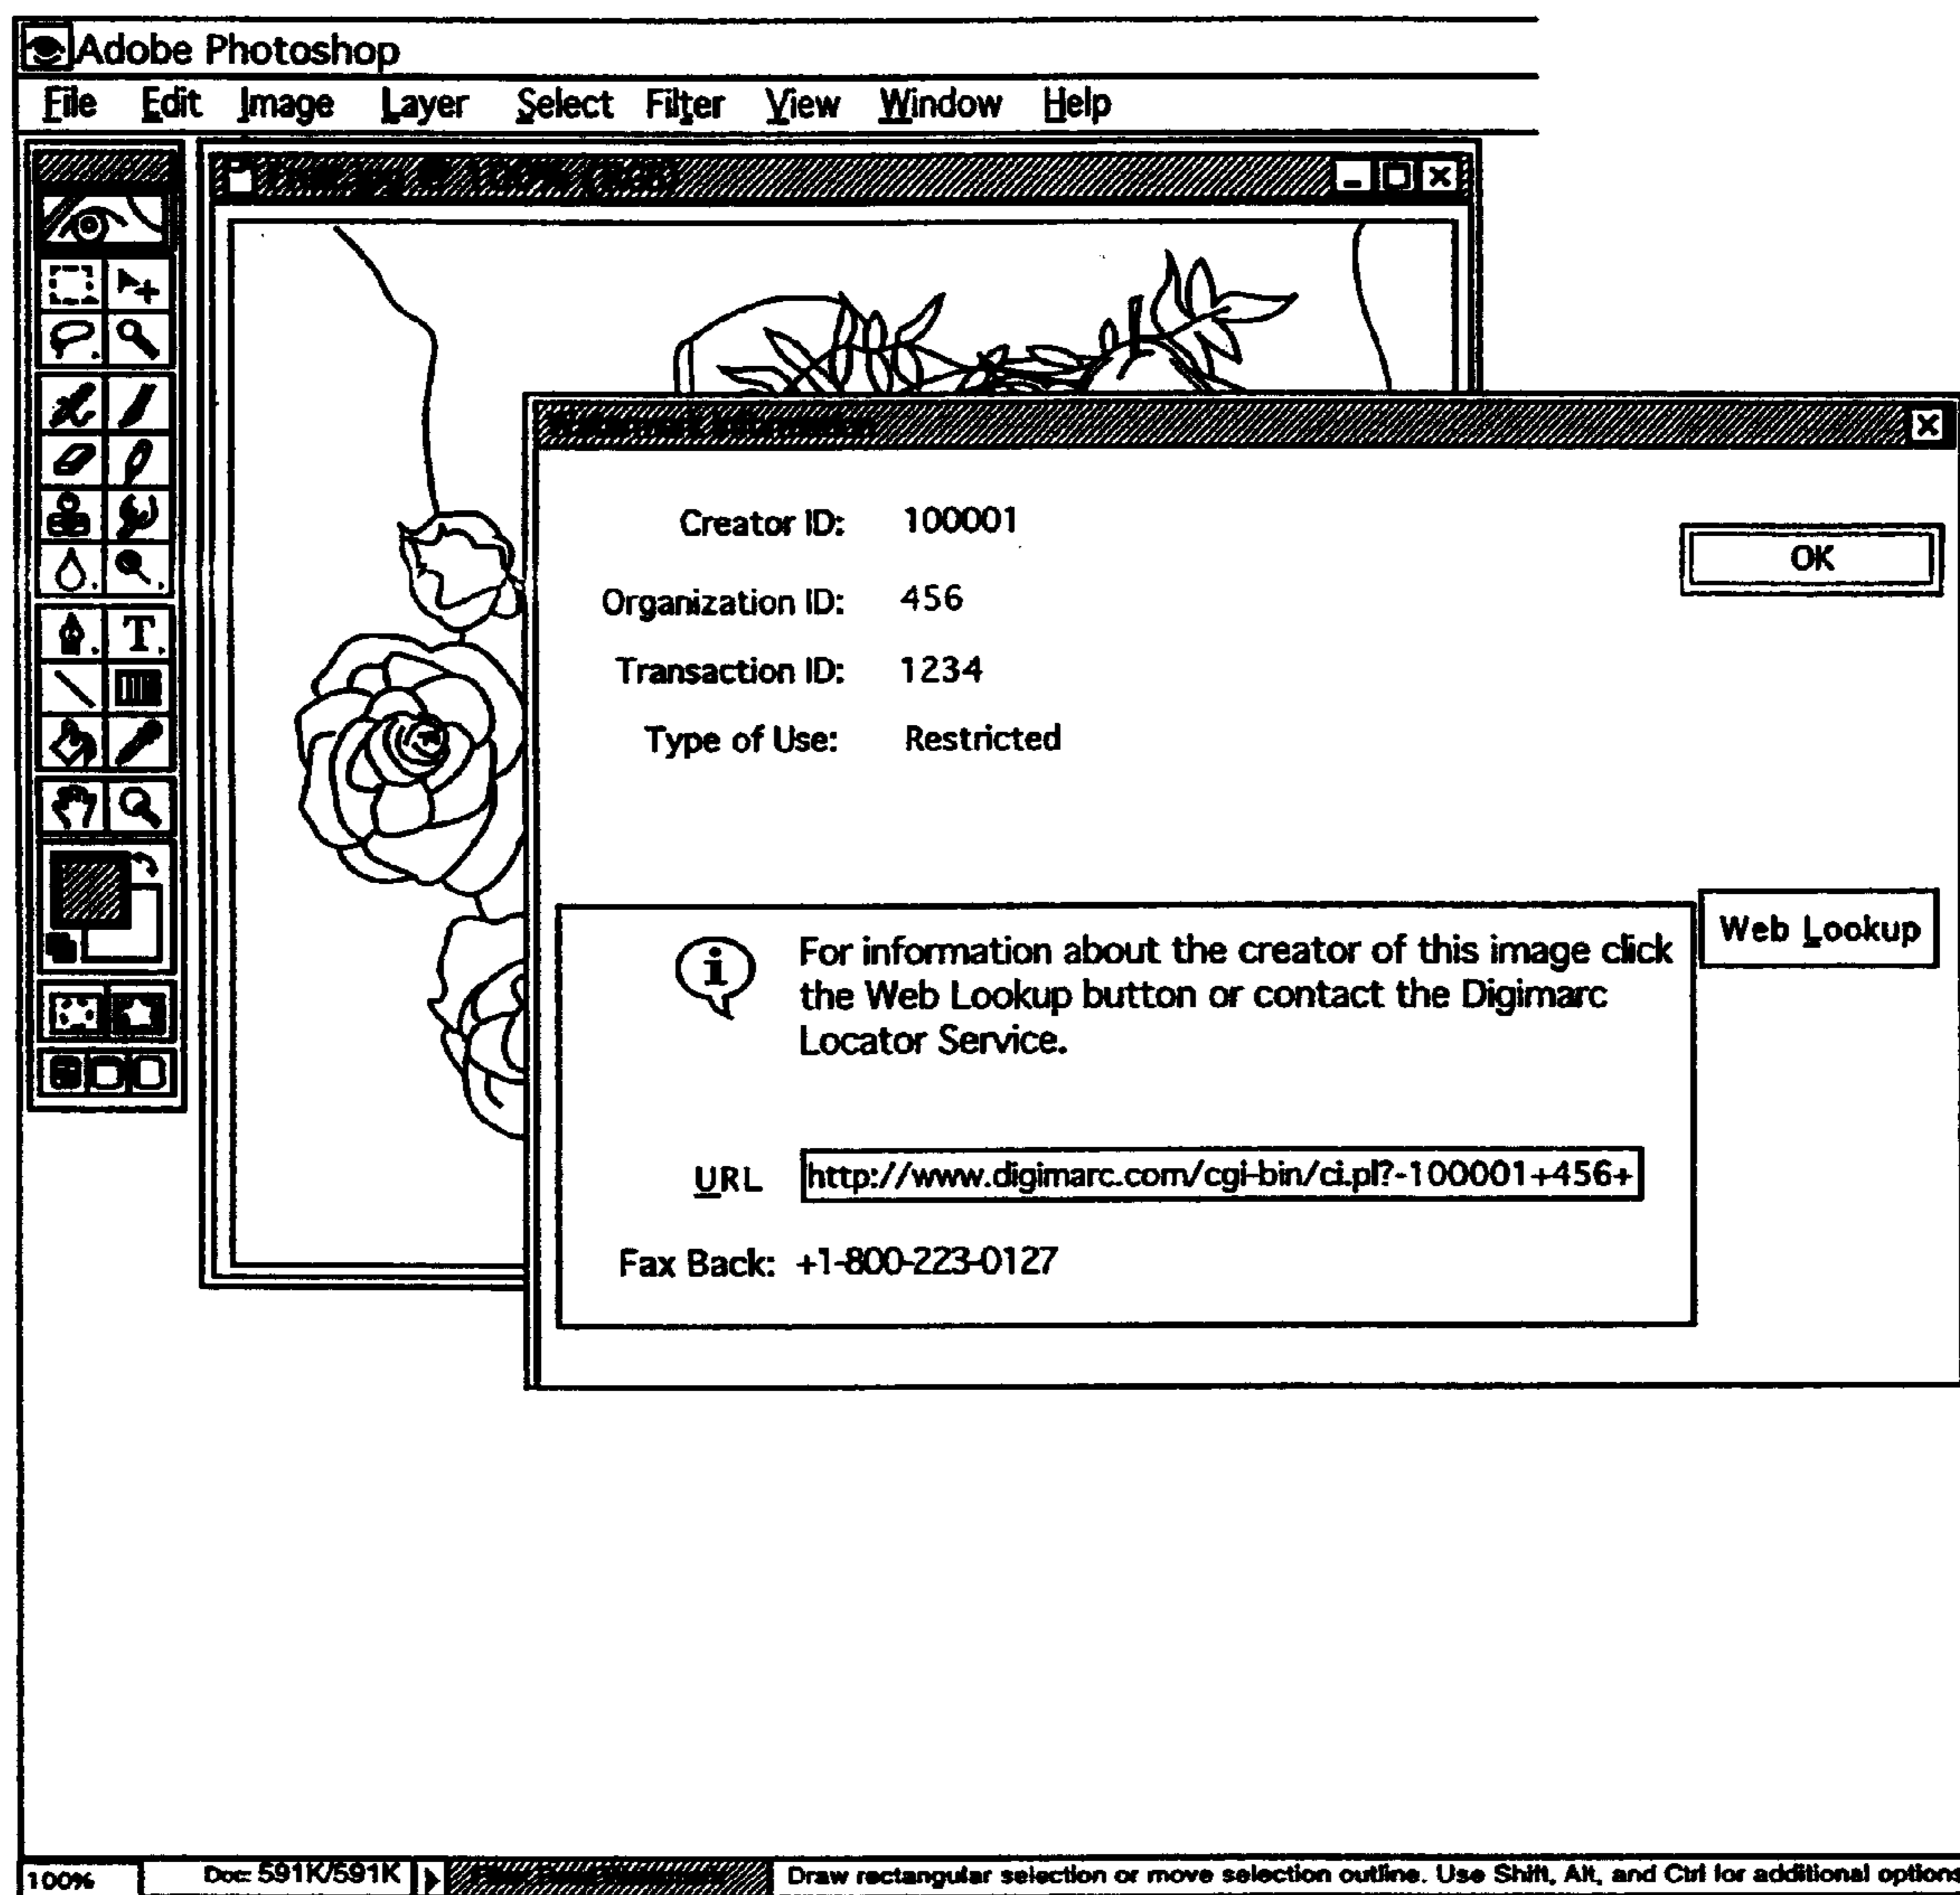 Adobe Photoshop
File Edit Image Layer Select Filter View Window Help
@ 100% (RGB)
Watermark Information
Creator ID: 100001
OK
Organization ID: 456
Transaction ID: 1234
Type of Use: Restricted
Web Lookup
For information about the creator of this image click
the Web Lookup button or contact the Digimarc
Locator Service.
URL http://www.digimarc.com/cgi-bin/ci.pl?-100001+456+
Fax Back: +1-800-223-0127
100% Doc: 591K/591K Draw rectangular selection or move selection outline. Use Shift, Alt, and Ctrl for additional options